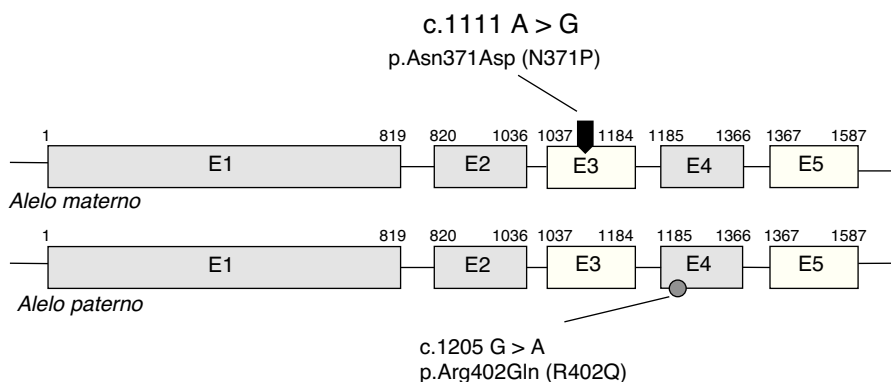 c.1111 A > G
p.Asn371Asp (N371P)
1 819 820 1036 1037 1184 1185 1366 1367 1587
E1 E2 E3 E4 E5
Alelo materno
1 819 820 1036 1037 1184 1185 1366 1367 1587
E1 E2 E3 E4 E5
Alelo paterno
c.1205 G > A
p.Arg402Gln (R402Q)